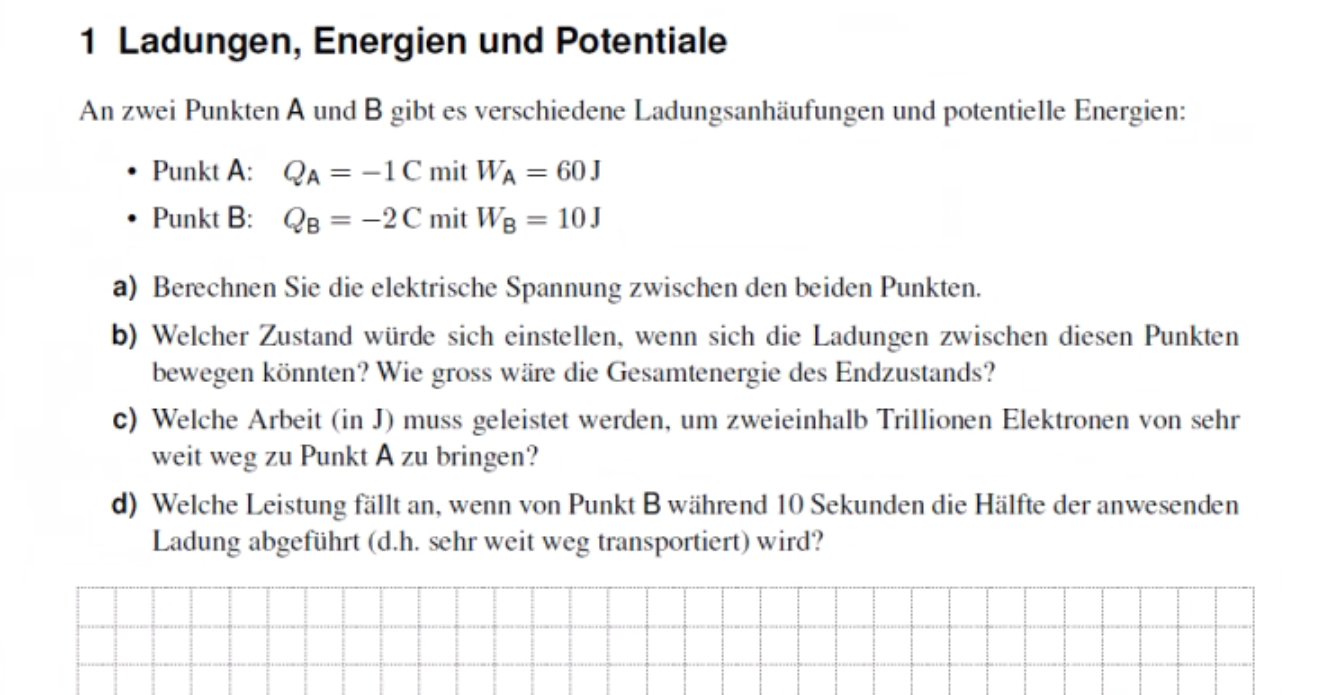 1 Ladungen, Energien und Potentiale
An zwei Punkten A und B gibt es verschiedene Ladungsanhäufungen und potentielle Energien:
• Punkt A: Q_A = −1 C mit W_A = 60 J
• Punkt B: Q_B = −2 C mit W_B = 10 J
a) Berechnen Sie die elektrische Spannung zwischen den beiden Punkten.
b) Welcher Zustand würde sich einstellen, wenn sich die Ladungen zwischen diesen Punkten
bewegen könnten? Wie gross wäre die Gesamtenergie des Endzustands?
c) Welche Arbeit (in J) muss geleistet werden, um zweieinhalb Trillionen Elektronen von sehr
weit weg zu Punkt A zu bringen?
d) Welche Leistung fällt an, wenn von Punkt B während 10 Sekunden die Hälfte der anwesenden
Ladung abgeführt (d.h. sehr weit weg transportiert) wird?